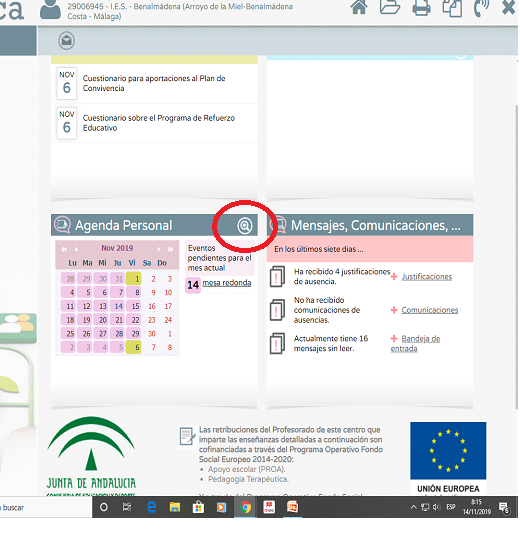 ca
29006945 - I.E.S. - Benalmádena (Arroyo de la Miel-Benalmádena
Costa - Málaga)
NOV
6
Cuestionario para aportaciones al Plan de
Convivencia
NOV
6
Cuestionario sobre el Programa de Refuerzo
Educativo
Agenda Personal
Nov 2019
Lu Ma Mi Ju Vi Sa Do
28 29 30 31 1 2 3
4 5 6 7 8 9 10
11 12 13 14 15 16 17
18 19 20 21 22 23 24
25 26 27 28 29 30 1
2 3 4 5 6 7 8
Eventos
pendientes para el
mes actual
14 mesa redonda
Mensajes, Comunicaciones, ...
En los últimos siete dias ...
Ha recibido 4 justificaciones
de ausencia.
+ Justificaciones
No ha recibido
comunicaciones de
ausencias.
+ Comunicaciones
Actualmente tiene 16
mensajes sin leer.
+ Bandeja de
entrada
JUNTA DE ANDALUCIA
Las retribuciones del Profesorado de este centro que
imparte las enseñanzas detalladas a continuación son
cofinanciadas a través del Programa Operativo Fondo
Social Europeo 2014-2020:
• Apoyo escolar (PROA).
• Pedagogía Terapéutica.
UNIÓN EUROPEA
buscar
ESP
8:15
14/11/2019